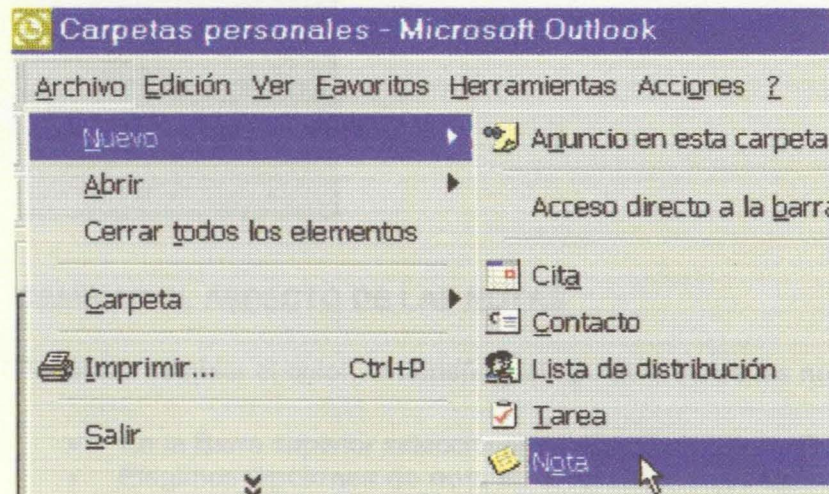 Carpetas personales - Microsoft Outlook
Archivo Edición Ver Favoritos Herramientas Acciones ?
Nuevo
Abrir
Cerrar todos los elementos
Carpeta
Imprimir... Ctrl+P
Salir
Anuncio en esta carpeta
Acceso directo a la barra
Cita
Contacto
Lista de distribución
Tarea
Nota